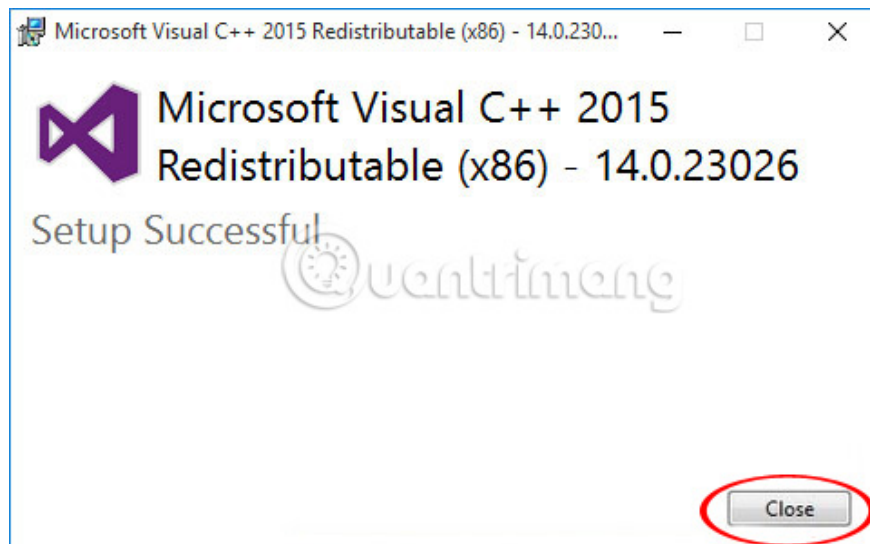 Microsoft Visual C++ 2015 Redistributable (x86) - 14.0.230...
Microsoft Visual C++ 2015
Redistributable (x86) - 14.0.23026
Setup Successful
Quantrimang
Close